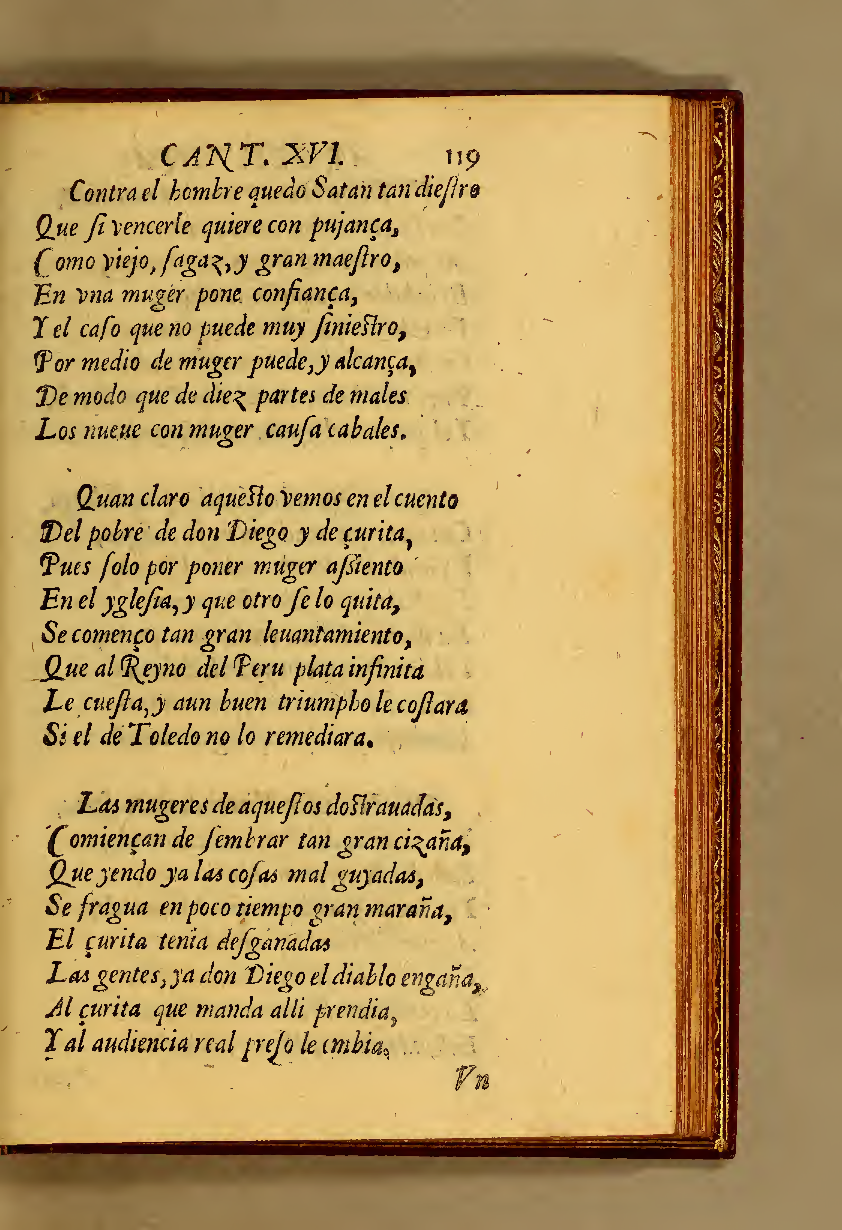 CANT. XVI. 119
Contra el hombre quedo Satan tan dieſtro
Que ſi vencerle quiere con pujança,
Como viejo, ſagaz, y gran maeſtro,
En vna muger pone confiança,
Y el caſo que no puede muy ſinieſtro,
Por medio de muger puede, y alcança,
De modo que de diez partes de males
Los nueue con muger cauſa cabales.
Quan claro aqueſto vemos en el cuento
Del pobre de don Diego y de çurita,
Pues ſolo por poner muger aſsiento
En el ygleſia, y que otro ſe lo quita,
Se començo tan gran leuantamiento,
Que al Reyno del Peru plata infinita
Le cueſta, y aun buen triumpho le coſtara
Si el de Toledo no lo remediara.
Las mugeres de aqueſtos dos trauadas,
Comiençan de ſembrar tan gran cizaña,
Que yendo ya las coſas mal guyadas,
Se fragua en poco tiempo gran maraña,
El çurita tenia deſganadas
Las gentes, ya don Diego el diablo engaña,
Al çurita que manda alli prendia,
Y al audiencia real preſo le embia.
Vn